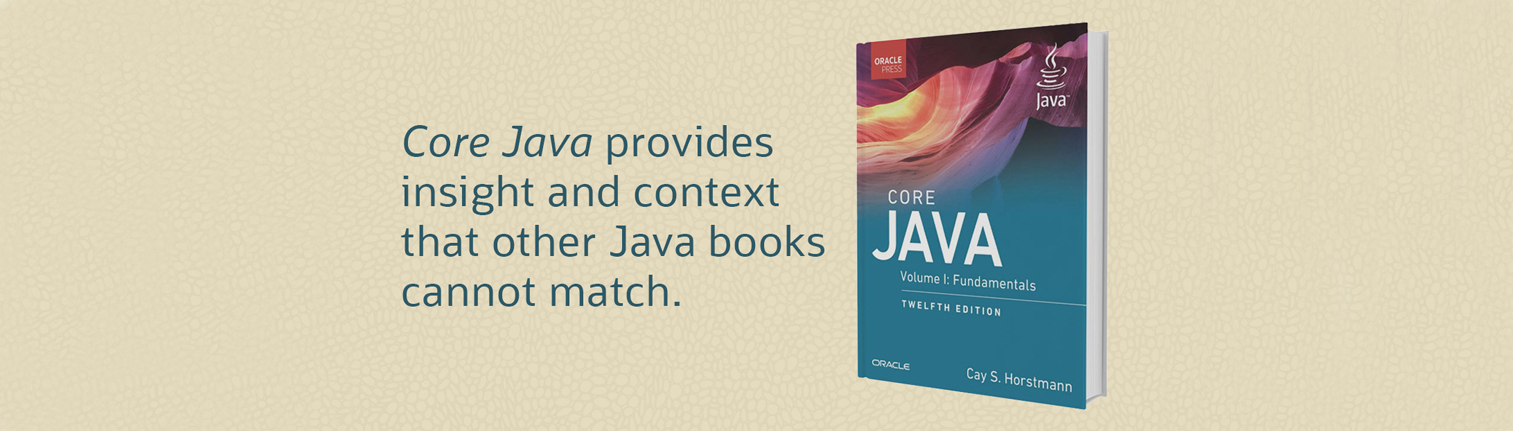 Core Java provides
insight and context
that other Java books
cannot match.
ORACLE
PRESS
Java™
CORE
JAVA
Volume I: Fundamentals
TWELFTH EDITION
ORACLE
Cay S. Horstmann